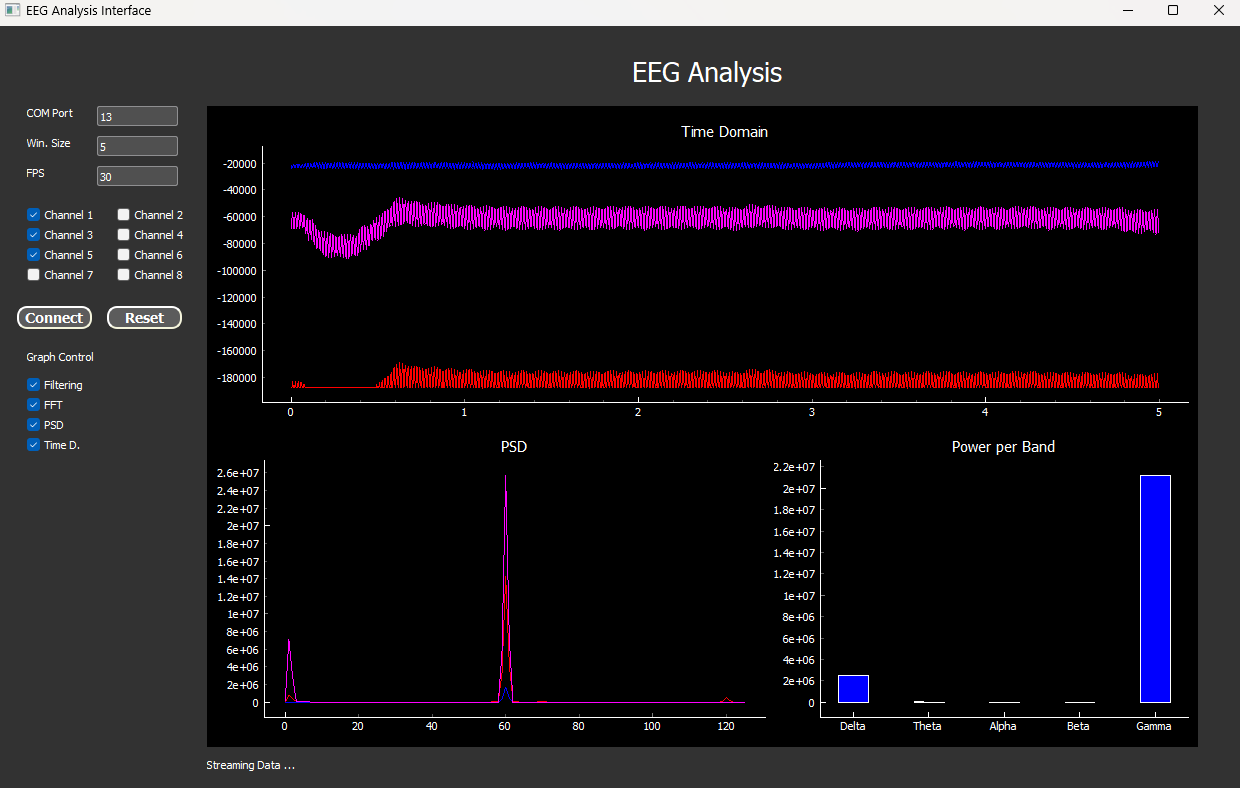 EEG Analysis Interface
EEG Analysis
COM Port 13
Win. Size 5
FPS 30
Channel 1 Channel 2
Channel 3 Channel 4
Channel 5 Channel 6
Channel 7 Channel 8
Connect Reset
Graph Control
Filtering
FFT
PSD
Time D.
Time Domain
-20000
-40000
-60000
-80000
-100000
-120000
-140000
-160000
-180000
0 1 2 3 4 5
PSD
2.6e+07
2.4e+07
2.2e+07
2e+07
1.8e+07
1.6e+07
1.4e+07
1.2e+07
1e+07
8e+06
6e+06
4e+06
2e+06
0
0 20 40 60 80 100 120
Power per Band
2.2e+07
2e+07
1.8e+07
1.6e+07
1.4e+07
1.2e+07
1e+07
8e+06
6e+06
4e+06
2e+06
0
Delta Theta Alpha Beta Gamma
Streaming Data ...